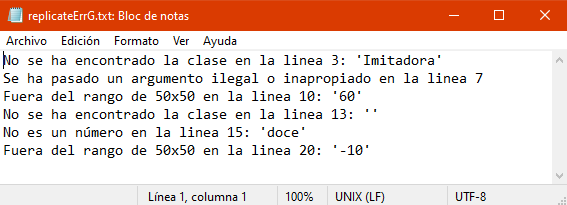 replicateErrG.txt: Bloc de notas
Archivo Edición Formato Ver Ayuda
No se ha encontrado la clase en la linea 3: 'Imitadora'
Se ha pasado un argumento ilegal o inapropiado en la linea 7
Fuera del rango de 50x50 en la linea 10: '60'
No se ha encontrado la clase en la linea 13: ''
No es un número en la linea 15: 'doce'
Fuera del rango de 50x50 en la linea 20: '-10'
Línea 1, columna 1 100% UNIX (LF) UTF-8